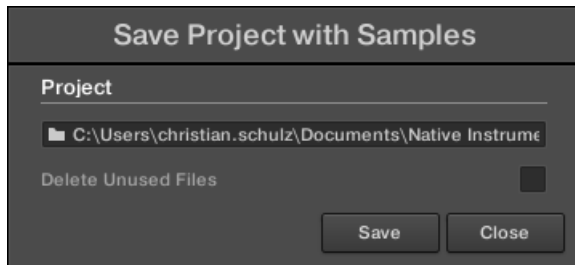 Save Project with Samples
Project
C:\Users\christian.schulz\Documents\Native Instrume
Delete Unused Files
Save Close